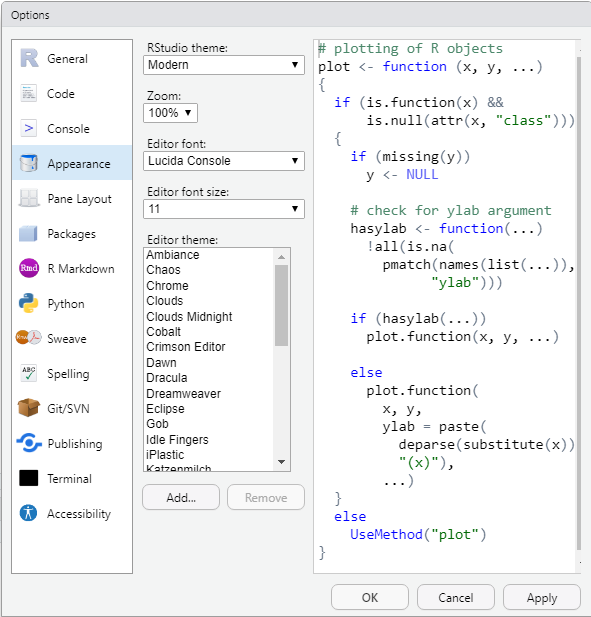 Options
General
Code
Console
Appearance
Pane Layout
Packages
R Markdown
Python
Sweave
Spelling
Git/SVN
Publishing
Terminal
Accessibility
RStudio theme:
Modern
Zoom:
100%
Editor font:
Lucida Console
Editor font size:
11
Editor theme:
Ambiance
Chaos
Chrome
Clouds
Clouds Midnight
Cobalt
Crimson Editor
Dawn
Dracula
Dreamweaver
Eclipse
Gob
Idle Fingers
iPlastic
Katzenmilch
Add...
Remove
# plotting of R objects
plot <- function (x, y, ...)
{
  if (is.function(x) &&
      is.null(attr(x, "class")))
  {
    if (missing(y))
      y <- NULL
    # check for ylab argument
    hasylab <- function(...)
      !all(is.na(
        pmatch(names(list(...)),
              "ylab")))
    if (hasylab(...))
      plot.function(x, y, ...)
    else
      plot.function(
        x, y,
        ylab = paste(
          deparse(substitute(x))
          "(x)"),
        ...)
  }
  else
    UseMethod("plot")
}
OK
Cancel
Apply